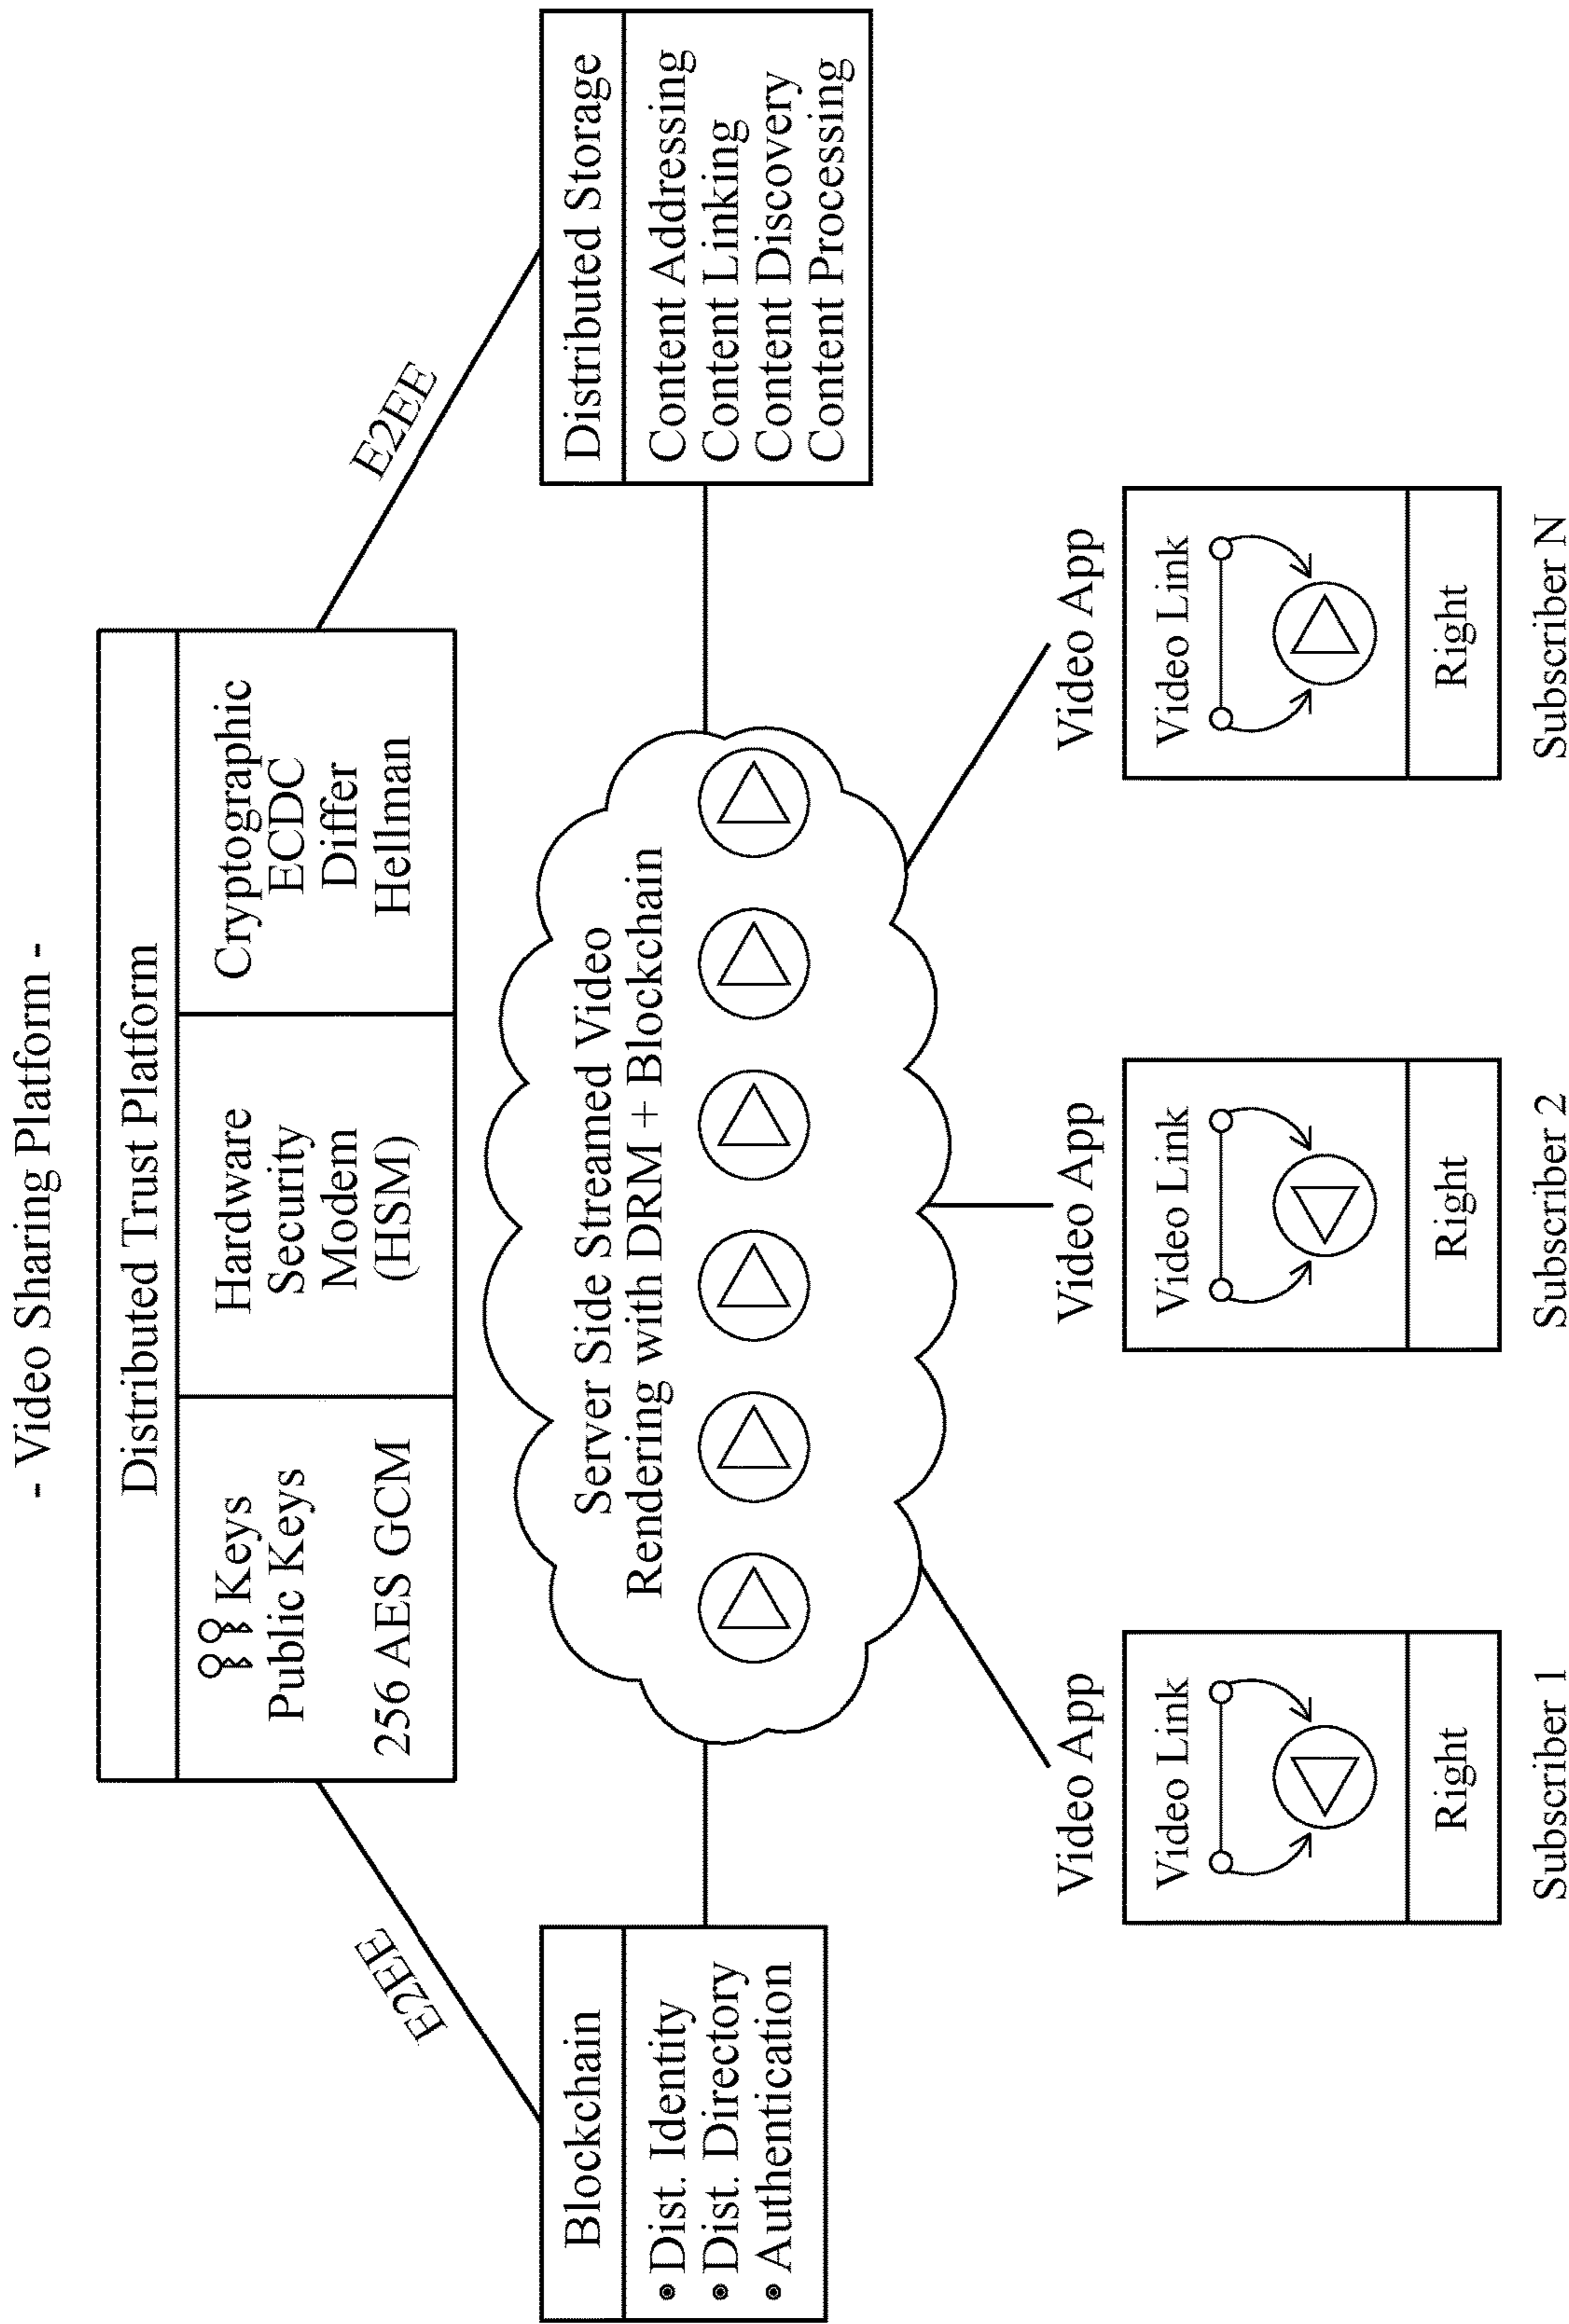 - Video Sharing Platform -
Distributed Trust Platform
Keys
Public Keys
256 AES GCM
Hardware
Security
Modem
(HSM)
Cryptographic
ECDC
Differ
Hellman
E2EE
E2EE
Blockchain
• Dist. Identity
• Dist. Directory
• Authentication
Server Side Streamed Video
Rendering with DRM + Blockchain
Distributed Storage
Content Addressing
Content Linking
Content Discovery
Content Processing
Video App
Video Link
Right
Subscriber 1
Video App
Video Link
Right
Subscriber 2
Video App
Video Link
Right
Subscriber N